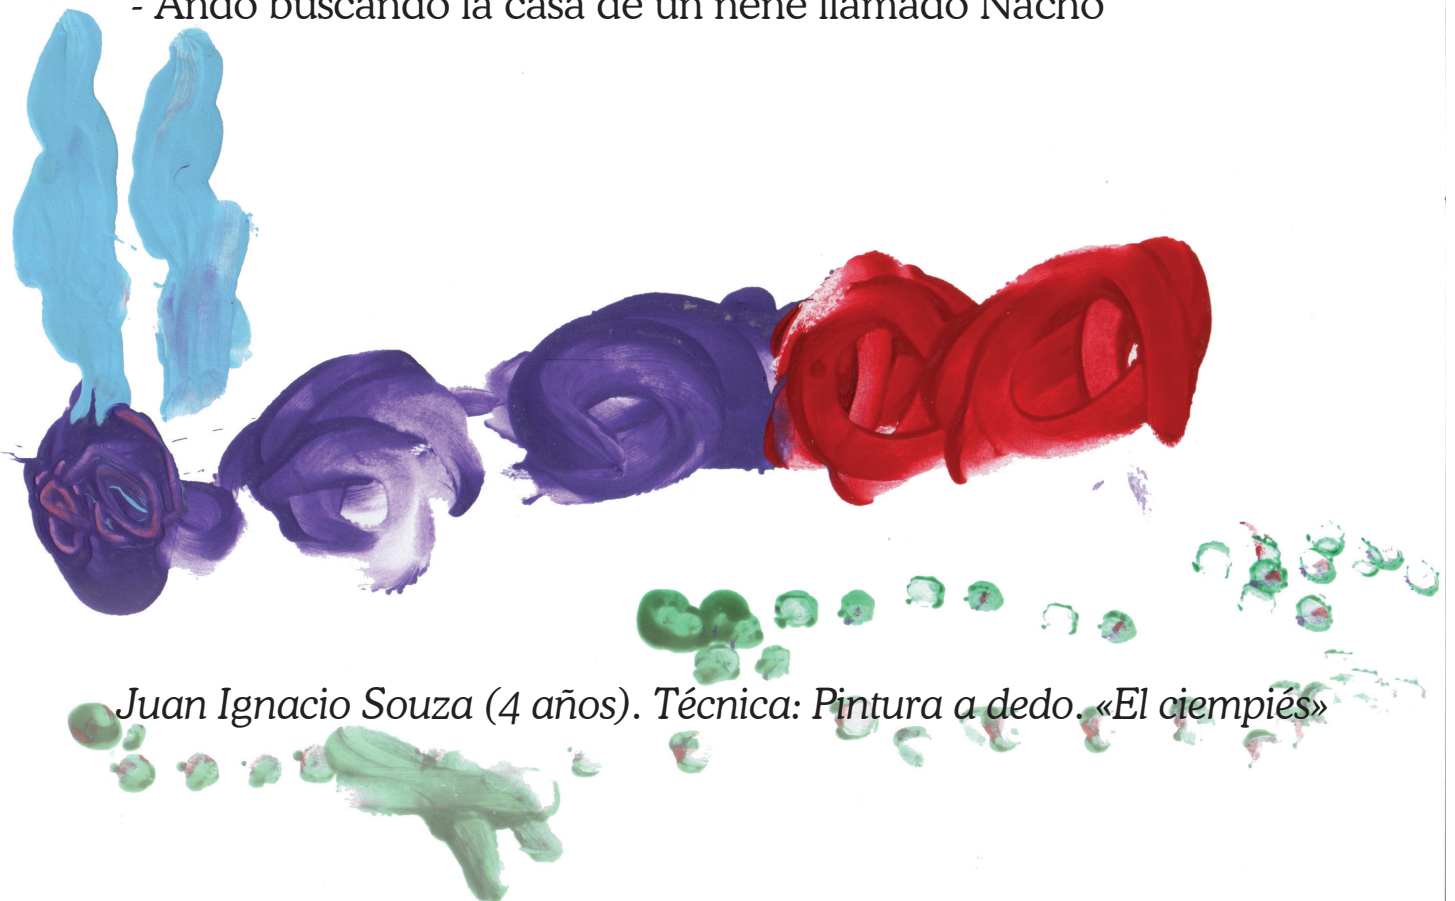 - Ando buscando la casa de un nene llamado Nacho
Juan Ignacio Souza (4 años). Técnica: Pintura a dedo. «El ciempiés»